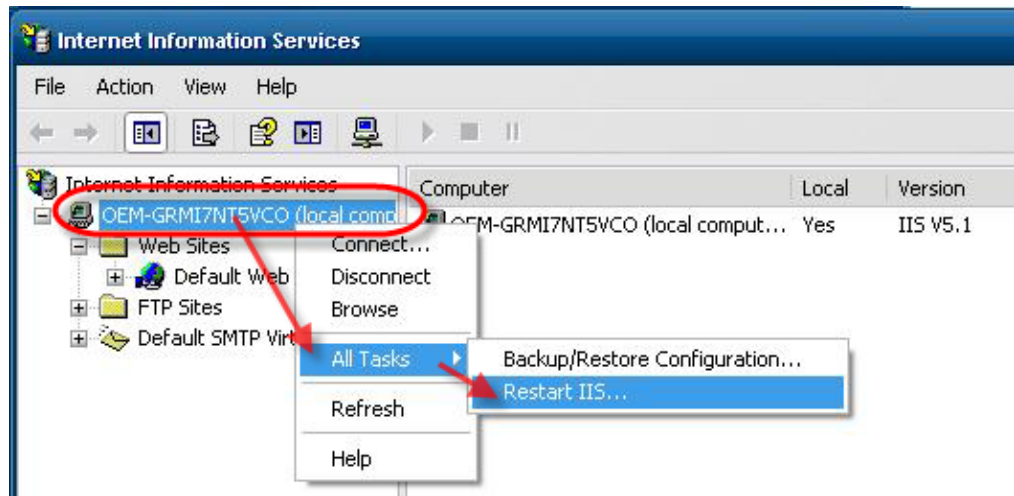 Internet Information Services
File Action View Help
Internet Information Services
Computer Local Version
OEM-GRMI7NT5VCO (local comp
OEM-GRMI7NT5VCO (local comput... Yes IIS V5.1
Web Sites
Default Web
FTP Sites
Default SMTP Virt
Connect...
Disconnect
Browse
All Tasks
Refresh
Help
Backup/Restore Configuration...
Restart IIS...